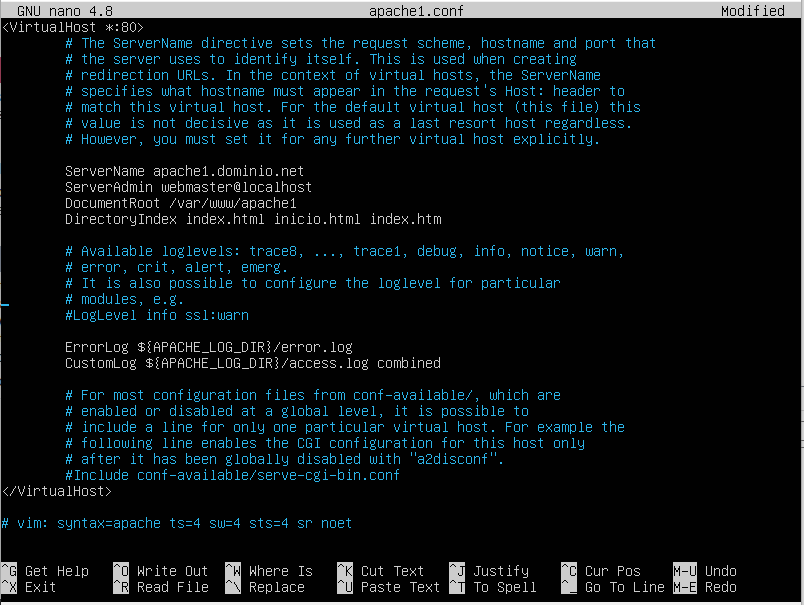 GNU nano 4.8 apache1.conf Modified
<VirtualHost *:80>
# The ServerName directive sets the request scheme, hostname and port that
# the server uses to identify itself. This is used when creating
# redirection URLs. In the context of virtual hosts, the ServerName
# specifies what hostname must appear in the request's Host: header to
# match this virtual host. For the default virtual host (this file) this
# value is not decisive as it is used as a last resort host regardless.
# However, you must set it for any further virtual host explicitly.
ServerName apache1.dominio.net
ServerAdmin webmaster@localhost
DocumentRoot /var/www/apache1
DirectoryIndex index.html inicio.html index.htm
# Available loglevels: trace8, ..., trace1, debug, info, notice, warn,
# error, crit, alert, emerg.
# It is also possible to configure the loglevel for particular
# modules, e.g.
#LogLevel info ssl:warn
ErrorLog ${APACHE_LOG_DIR}/error.log
CustomLog ${APACHE_LOG_DIR}/access.log combined
# For most configuration files from conf-available/, which are
# enabled or disabled at a global level, it is possible to
# include a line for only one particular virtual host. For example the
# following line enables the CGI configuration for this host only
# after it has been globally disabled with "a2disconf".
#Include conf-available/serve-cgi-bin.conf
</VirtualHost>
# vim: syntax=apache ts=4 sw=4 sts=4 sr noet
^G Get Help ^O Write Out ^W Where Is ^K Cut Text ^J Justify ^C Cur Pos M-U Undo
^X Exit ^R Read File ^\ Replace ^U Paste Text ^T To Spell ^_ Go To Line M-E Redo